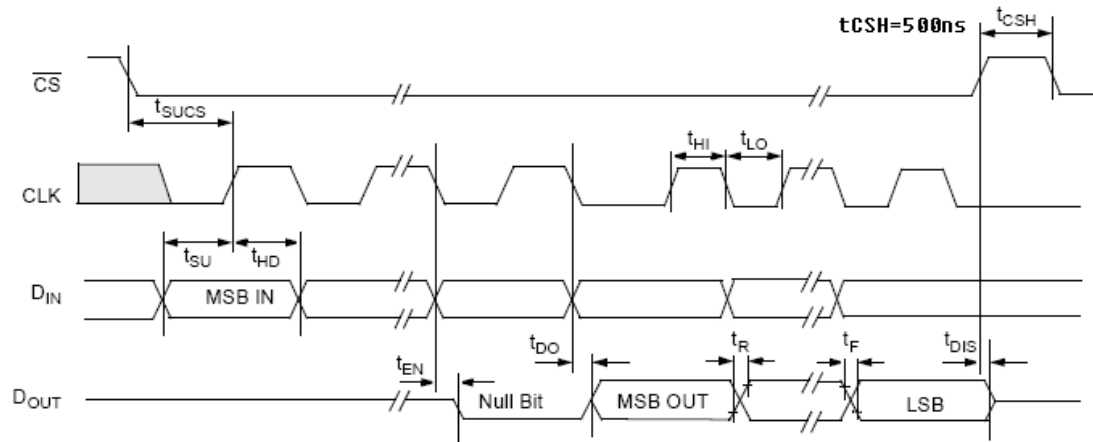 tCSH=500ns
tCSH
CS
tSUCS
tHI
tLO
CLK
tSU
tHD
DIN
MSB IN
tEN
tDO
tR
tF
tDIS
DOUT
Null Bit
MSB OUT
LSB